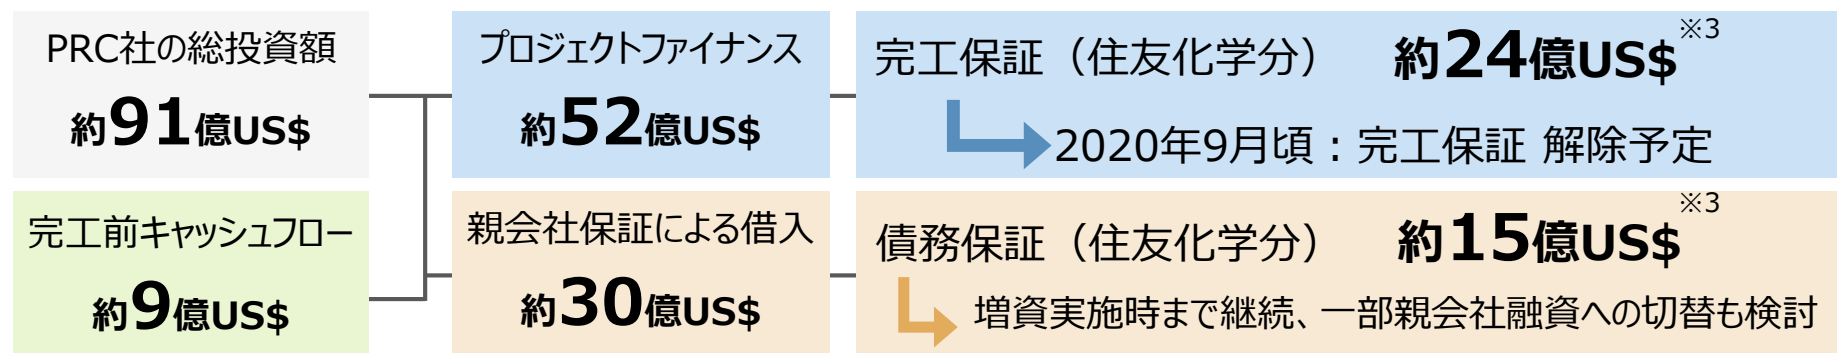 PRC社の総投資額
約91億US$
完工前キャッシュフロー
約9億US$
プロジェクトファイナンス
約52億US$
親会社保証による借入
約30億US$
完工保証（住友化学分） 約24億US$※3
2020年9月頃：完工保証 解除予定
債務保証（住友化学分） 約15億US$※3
増資実施時まで継続、一部親会社融資への切替も検討